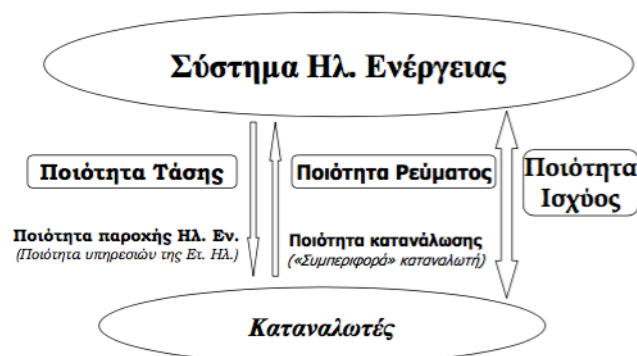 Σύστημα Ηλ. Ενέργειας
Ποιότητα Τάσης
Ποιότητα Ρεύματος
Ποιότητα
Ισχύος
Ποιότητα παροχής Ηλ. Εν.
(Ποιότητα υπηρεσιών της Ετ. Ηλ.)
Ποιότητα κατανάλωσης
(«Συμπεριφορά» καταναλωτή)
Καταναλωτές